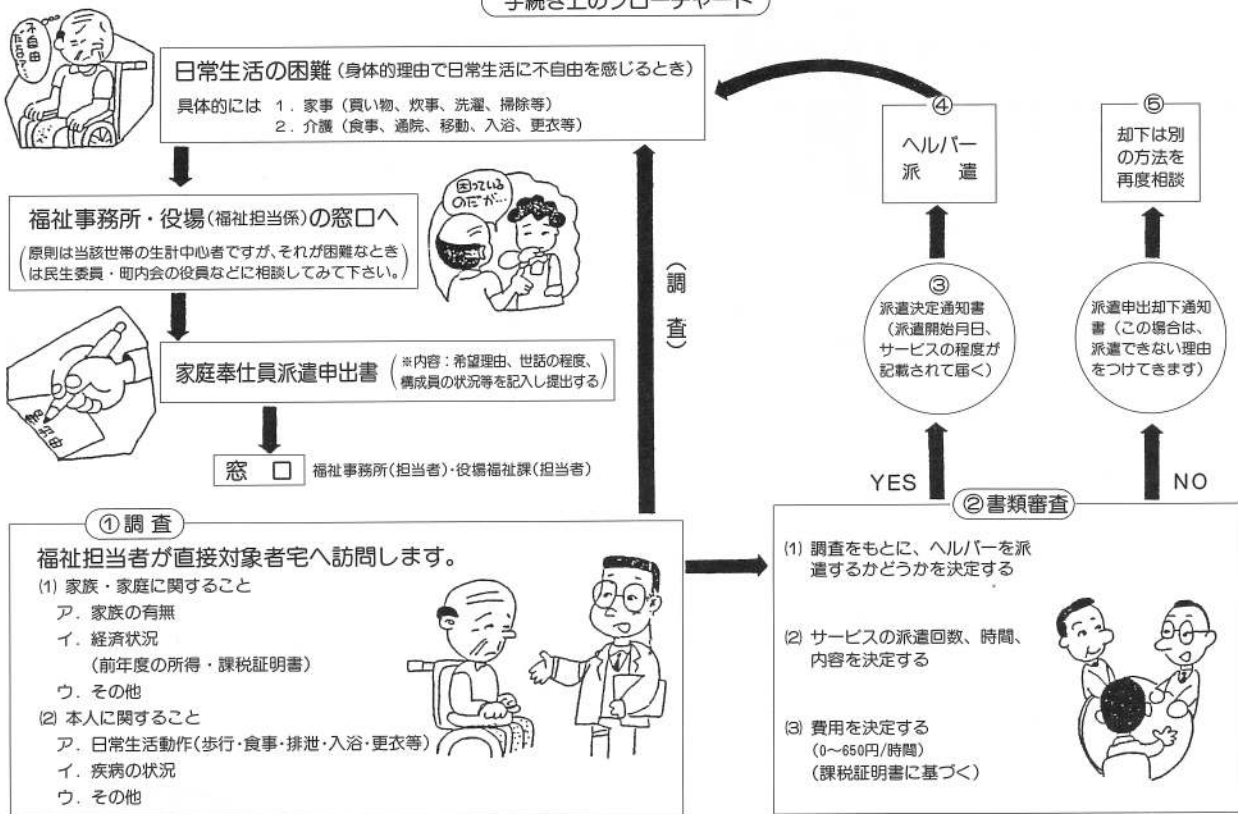 手続き上のフローチャート
不自由
だなア…
日常生活の困難(身体的理由で日常生活に不自由を感じるとき)
具体的には 1.家事(買い物、炊事、洗濯、掃除等)
2.介護(食事、通院、移動、入浴、更衣等)
福祉事務所・役場(福祉担当係)の窓口へ
(原則は当該世帯の生計中心者ですが、それが困難なとき
は民生委員・町内会の役員などに相談してみて下さい。)
困っている
のだが…
家庭奉仕員派遣申出書(※内容:希望理由、世話の程度、
構成員の状況等を記入し提出する)
窓 口 福祉事務所(担当者)・役場福祉課(担当者)
(調 査)
④
ヘルパー
派 遣
⑤
却下は別
の方法を
再度相談
③
派遣決定通知書
(派遣開始月日、
サービスの程度が
記載されて届く)
派遣申出却下通知
書(この場合は、
派遣できない理由
をつけてきます)
YES
NO
①調 査
福祉担当者が直接対象者宅へ訪問します。
(1) 家族・家庭に関すること
ア.家族の有無
イ.経済状況
(前年度の所得・課税証明書)
ウ.その他
(2) 本人に関すること
ア.日常生活動作(歩行・食事・排泄・入浴・更衣等)
イ.疾病の状況
ウ.その他
②書類審査
(1) 調査をもとに、ヘルパーを派
遣するかどうかを決定する
(2) サービスの派遣回数、時間、
内容を決定する
(3) 費用を決定する
(0~650円/時間)
(課税証明書に基づく)